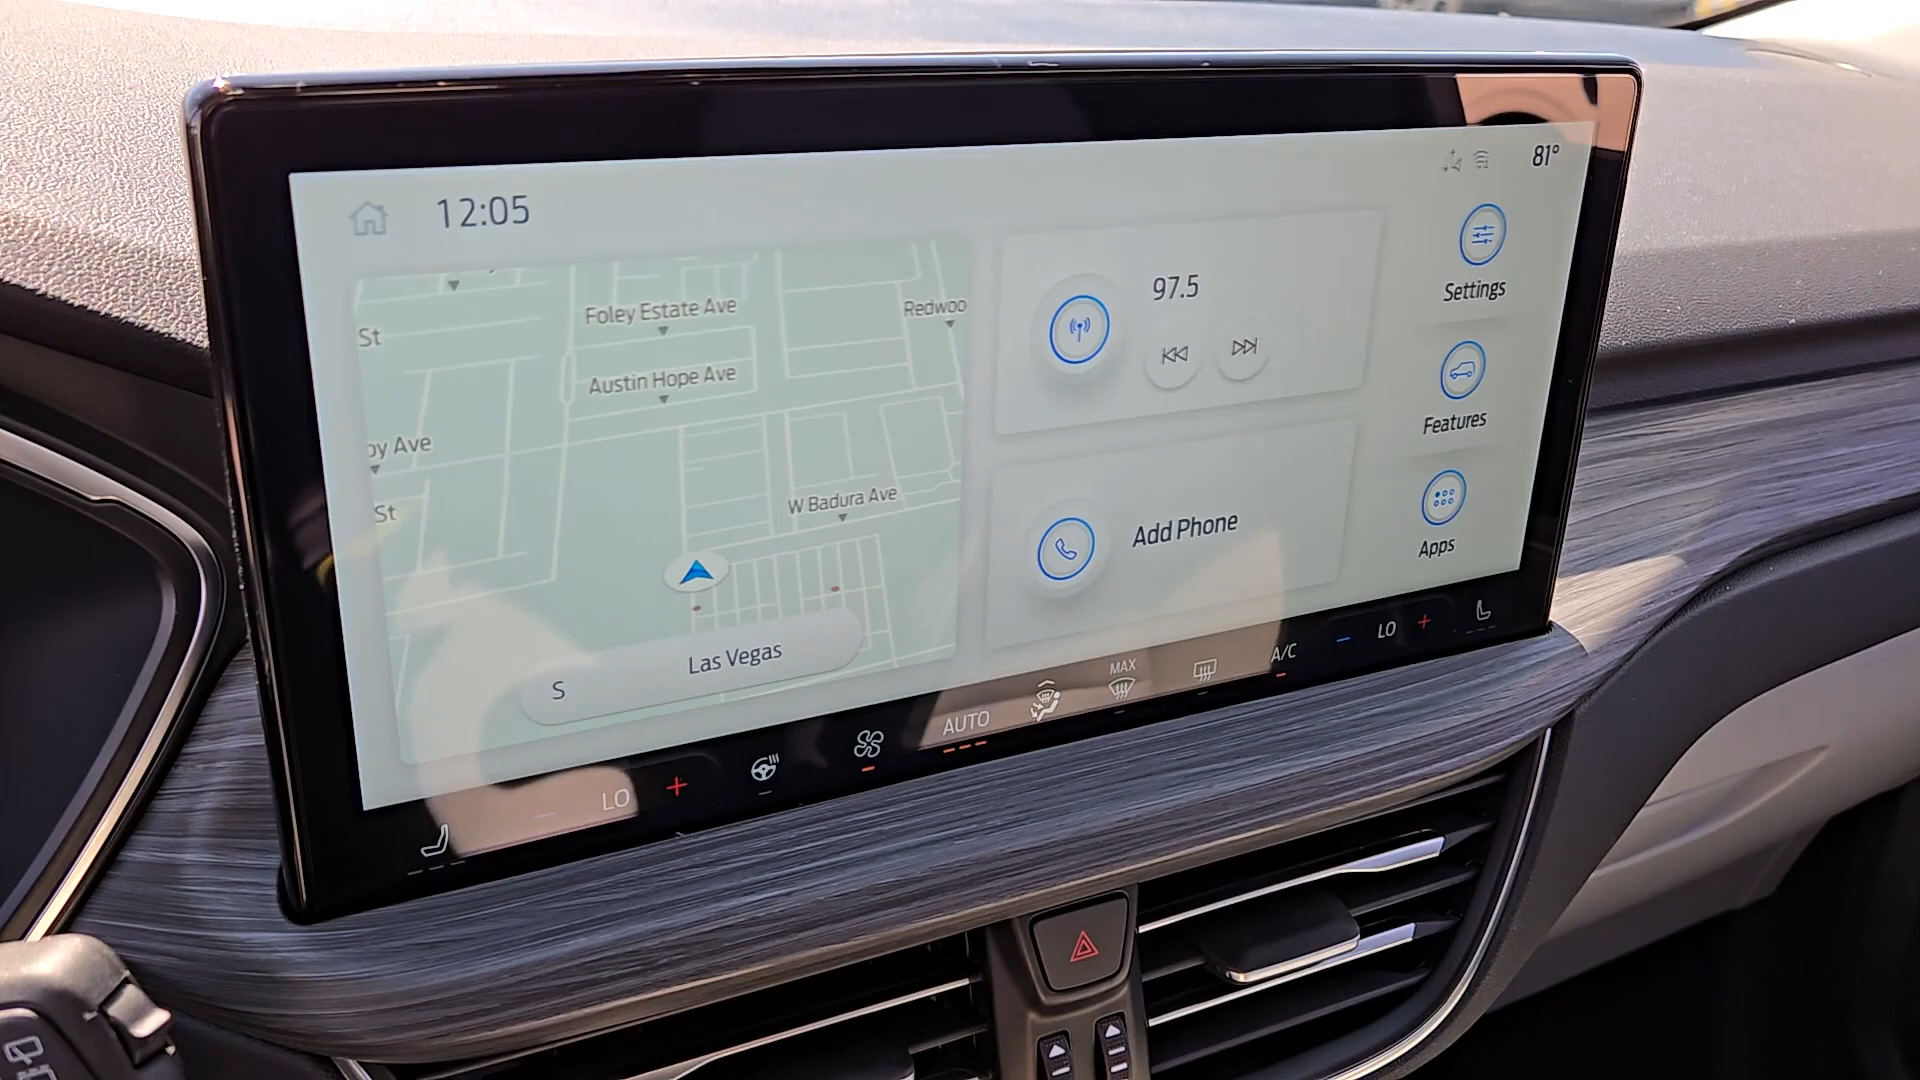 12:05
81°
St
Foley Estate Ave
Redwoo
Austin Hope Ave
by Ave
St
W Badura Ave
S
Las Vegas
97.5
Add Phone
Settings
Features
Apps
LO
AUTO
MAX
A/C
LO